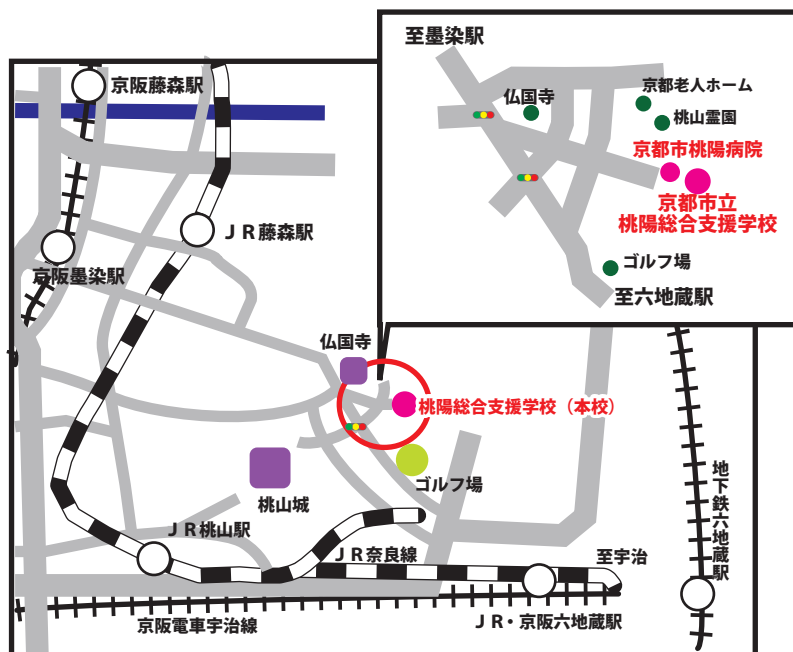 至墨染駅
京都老人ホーム
仏国寺
桃山霊園
京都市桃陽病院
京都市立
桃陽総合支援学校
ゴルフ場
至六地蔵駅
京阪藤森駅
ＪＲ藤森駅
京阪墨染駅
仏国寺
桃陽総合支援学校（本校）
ゴルフ場
桃山城
ＪＲ桃山駅
ＪＲ奈良線
至宇治
地下鉄六地蔵駅
京阪電車宇治線
ＪＲ・京阪六地蔵駅